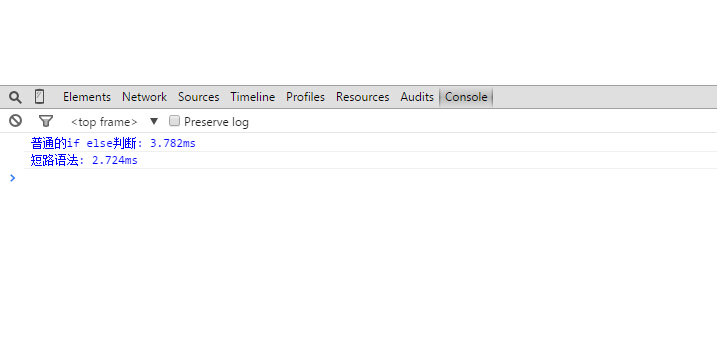 Elements Network Sources Timeline Profiles Resources Audits Console
<top frame> ▼ Preserve log
普通的if else判断: 3.782ms
短路语法: 2.724ms